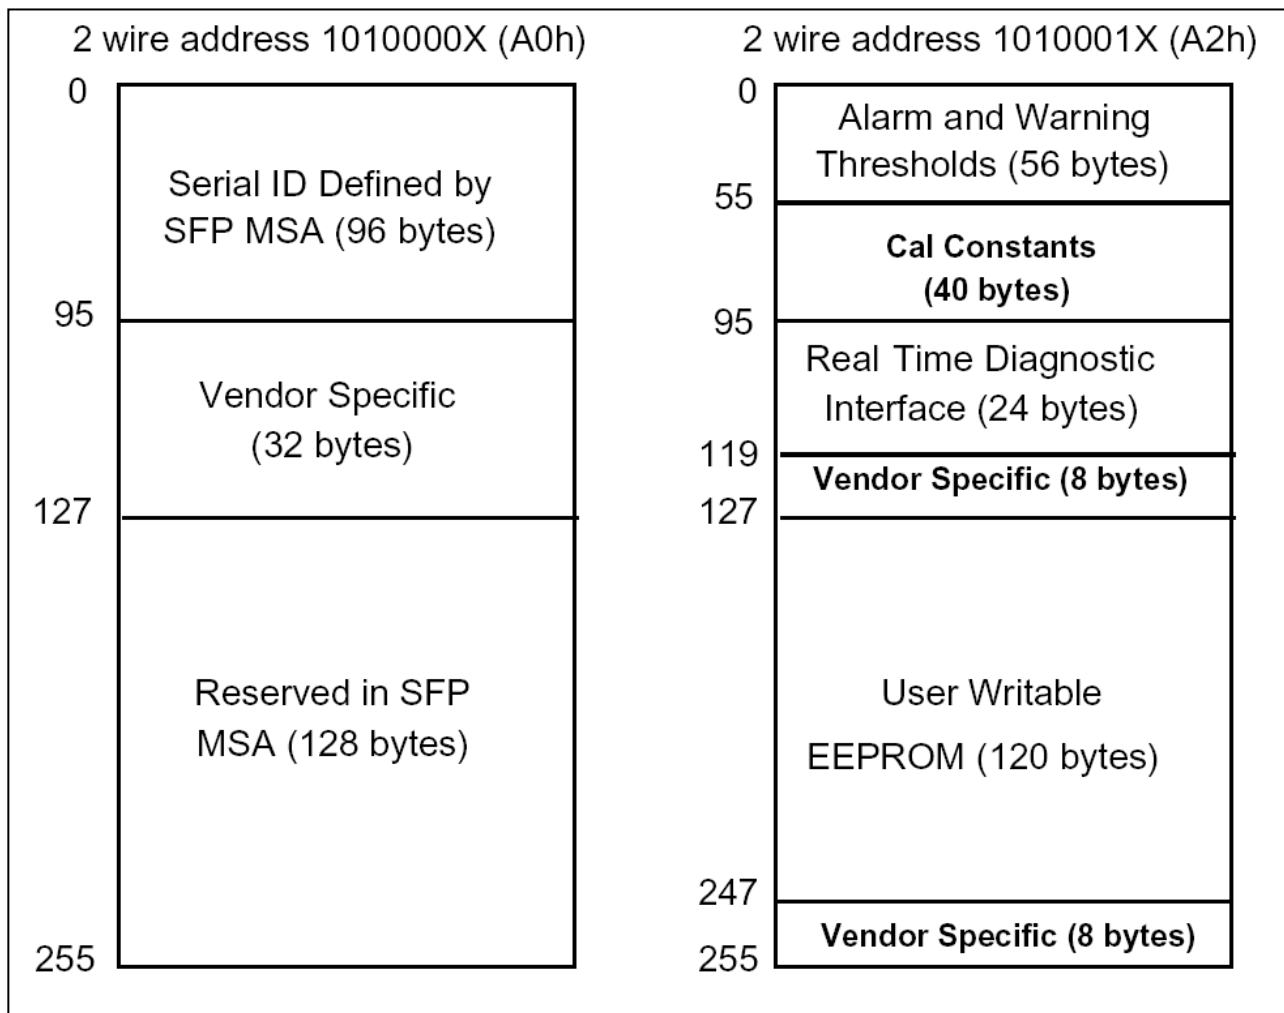 2 wire address 1010000X (A0h)
0
Serial ID Defined by
SFP MSA (96 bytes)
95
Vendor Specific
(32 bytes)
127
Reserved in SFP
MSA (128 bytes)
255
2 wire address 1010001X (A2h)
0
Alarm and Warning
Thresholds (56 bytes)
55
Cal Constants
(40 bytes)
95
Real Time Diagnostic
Interface (24 bytes)
119
Vendor Specific (8 bytes)
127
User Writable
EEPROM (120 bytes)
247
Vendor Specific (8 bytes)
255